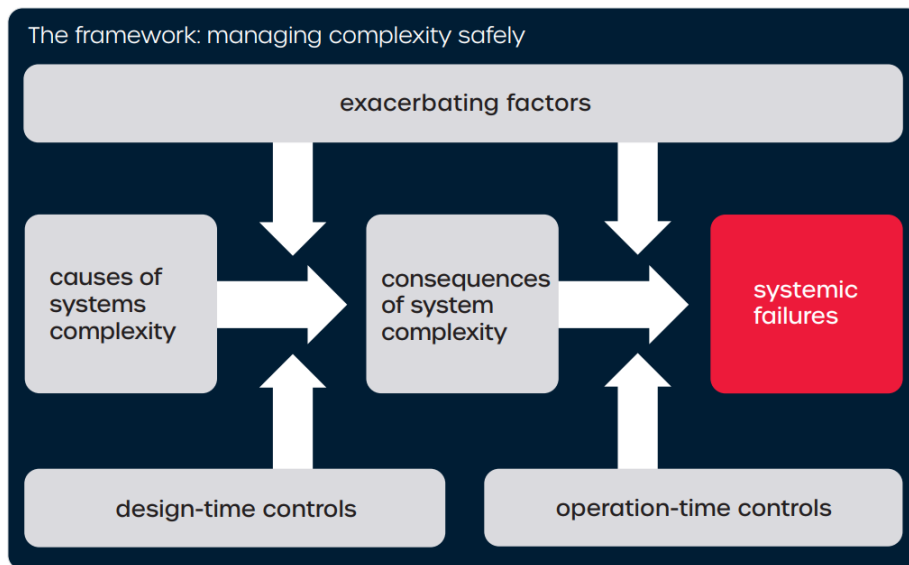 The framework: managing complexity safely
exacerbating factors
causes of
systems
complexity
consequences
of system
complexity
systemic
failures
design-time controls
operation-time controls